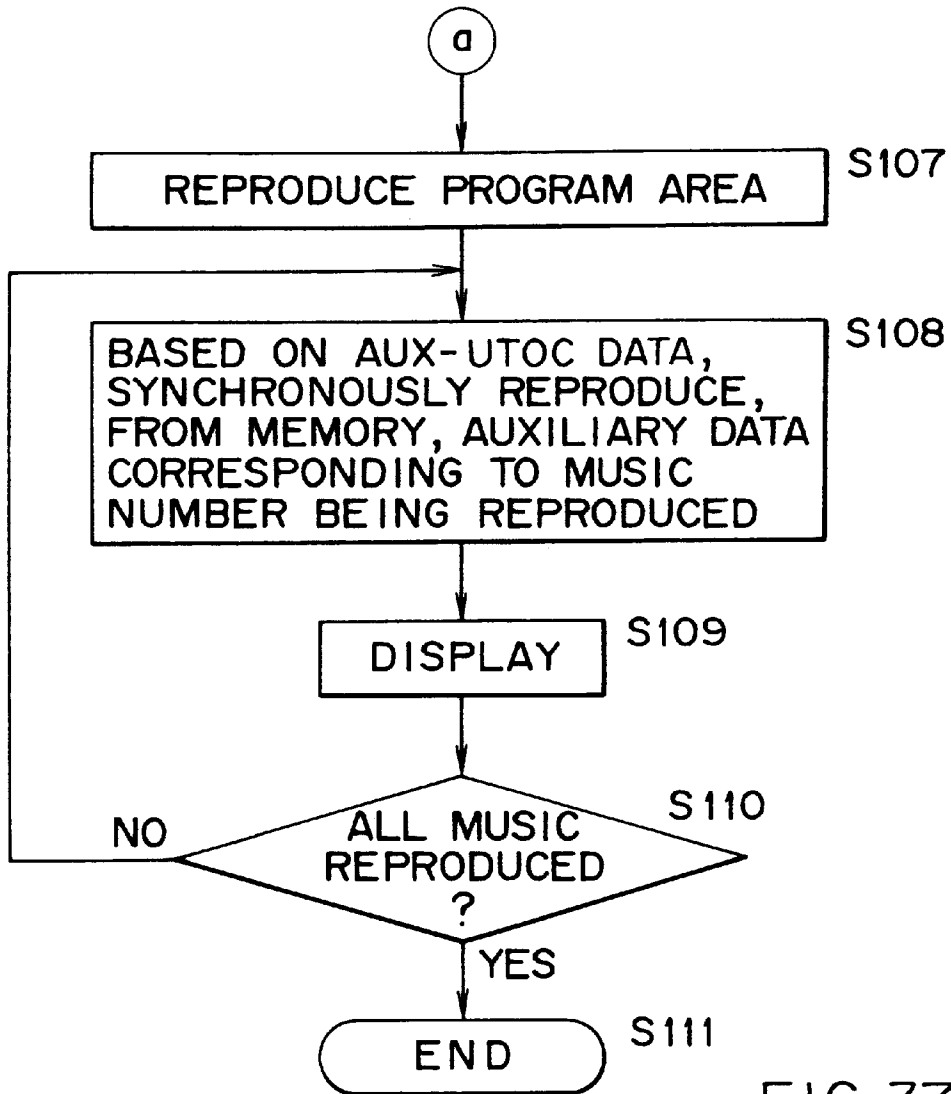 a
REPRODUCE PROGRAM AREA
S107
BASED ON AUX-UTOC DATA,
SYNCHRONOUSLY REPRODUCE,
FROM MEMORY, AUXILIARY DATA
CORRESPONDING TO MUSIC
NUMBER BEING REPRODUCED
S108
DISPLAY
S109
ALL MUSIC
REPRODUCED
?
S110
NO
YES
END
S111